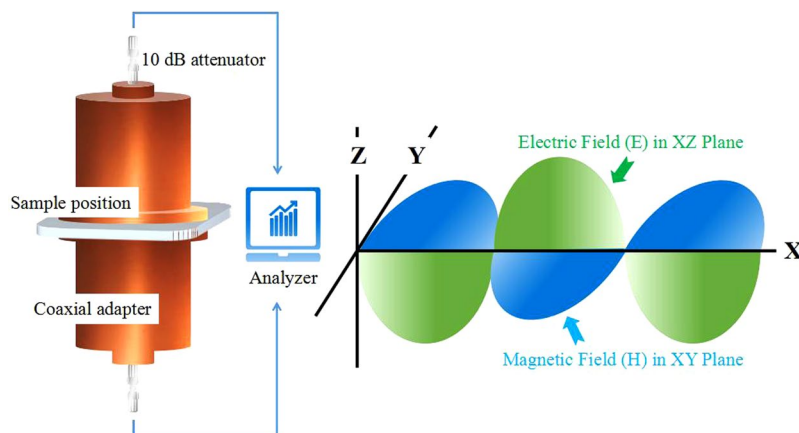 10 dB attenuator
Sample position
Coaxial adapter
Analyzer
Z
Y
X
Electric Field (E) in XZ Plane
Magnetic Field (H) in XY Plane